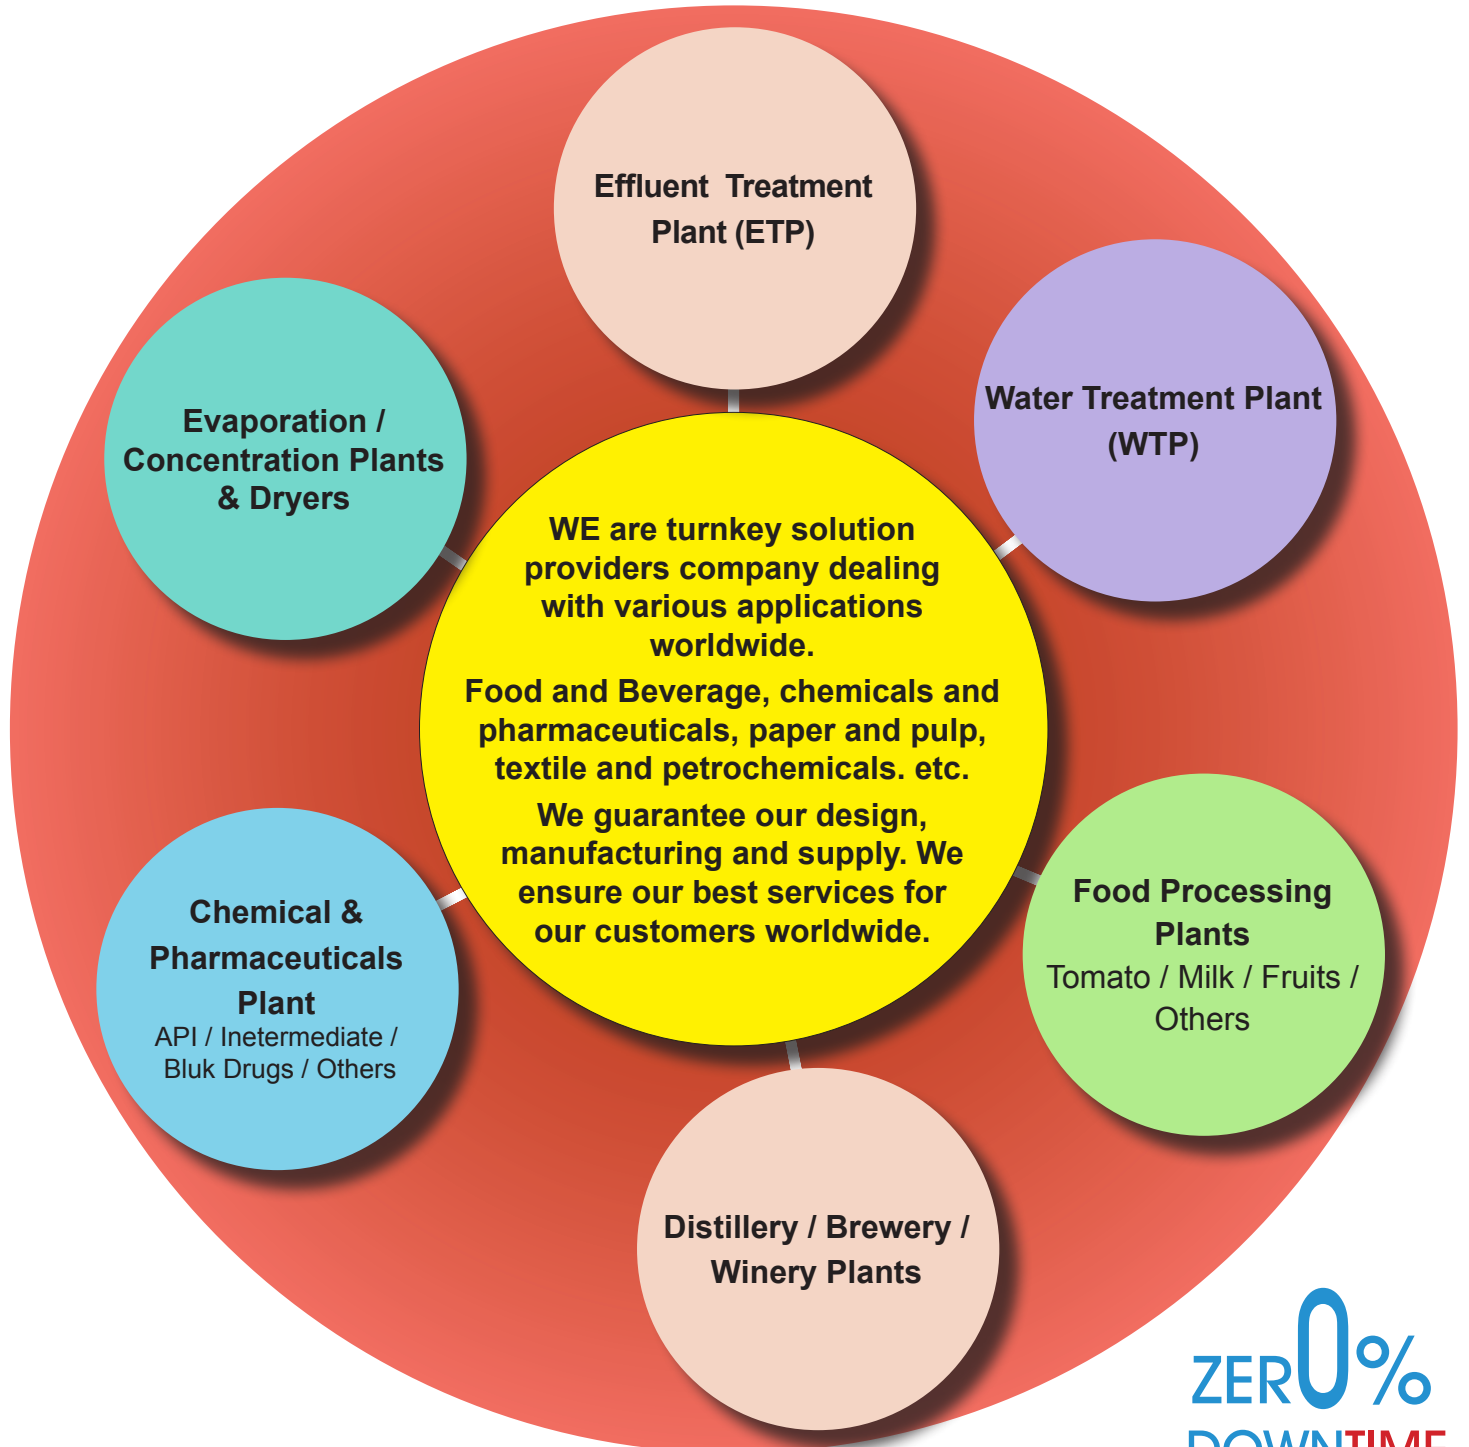 Effluent Treatment
Plant (ETP)
Water Treatment Plant
(WTP)
Evaporation /
Concentration Plants
& Dryers
WE are turnkey solution
providers company dealing
with various applications
worldwide.
Food and Beverage, chemicals and
pharmaceuticals, paper and pulp,
textile and petrochemicals. etc.
We guarantee our design,
manufacturing and supply. We
ensure our best services for
our customers worldwide.
Food Processing
Plants
Tomato / Milk / Fruits /
Others
Chemical &
Pharmaceuticals
Plant
API / Inetermediate /
Bluk Drugs / Others
Distillery / Brewery /
Winery Plants
ZER0%
DOWNTIME